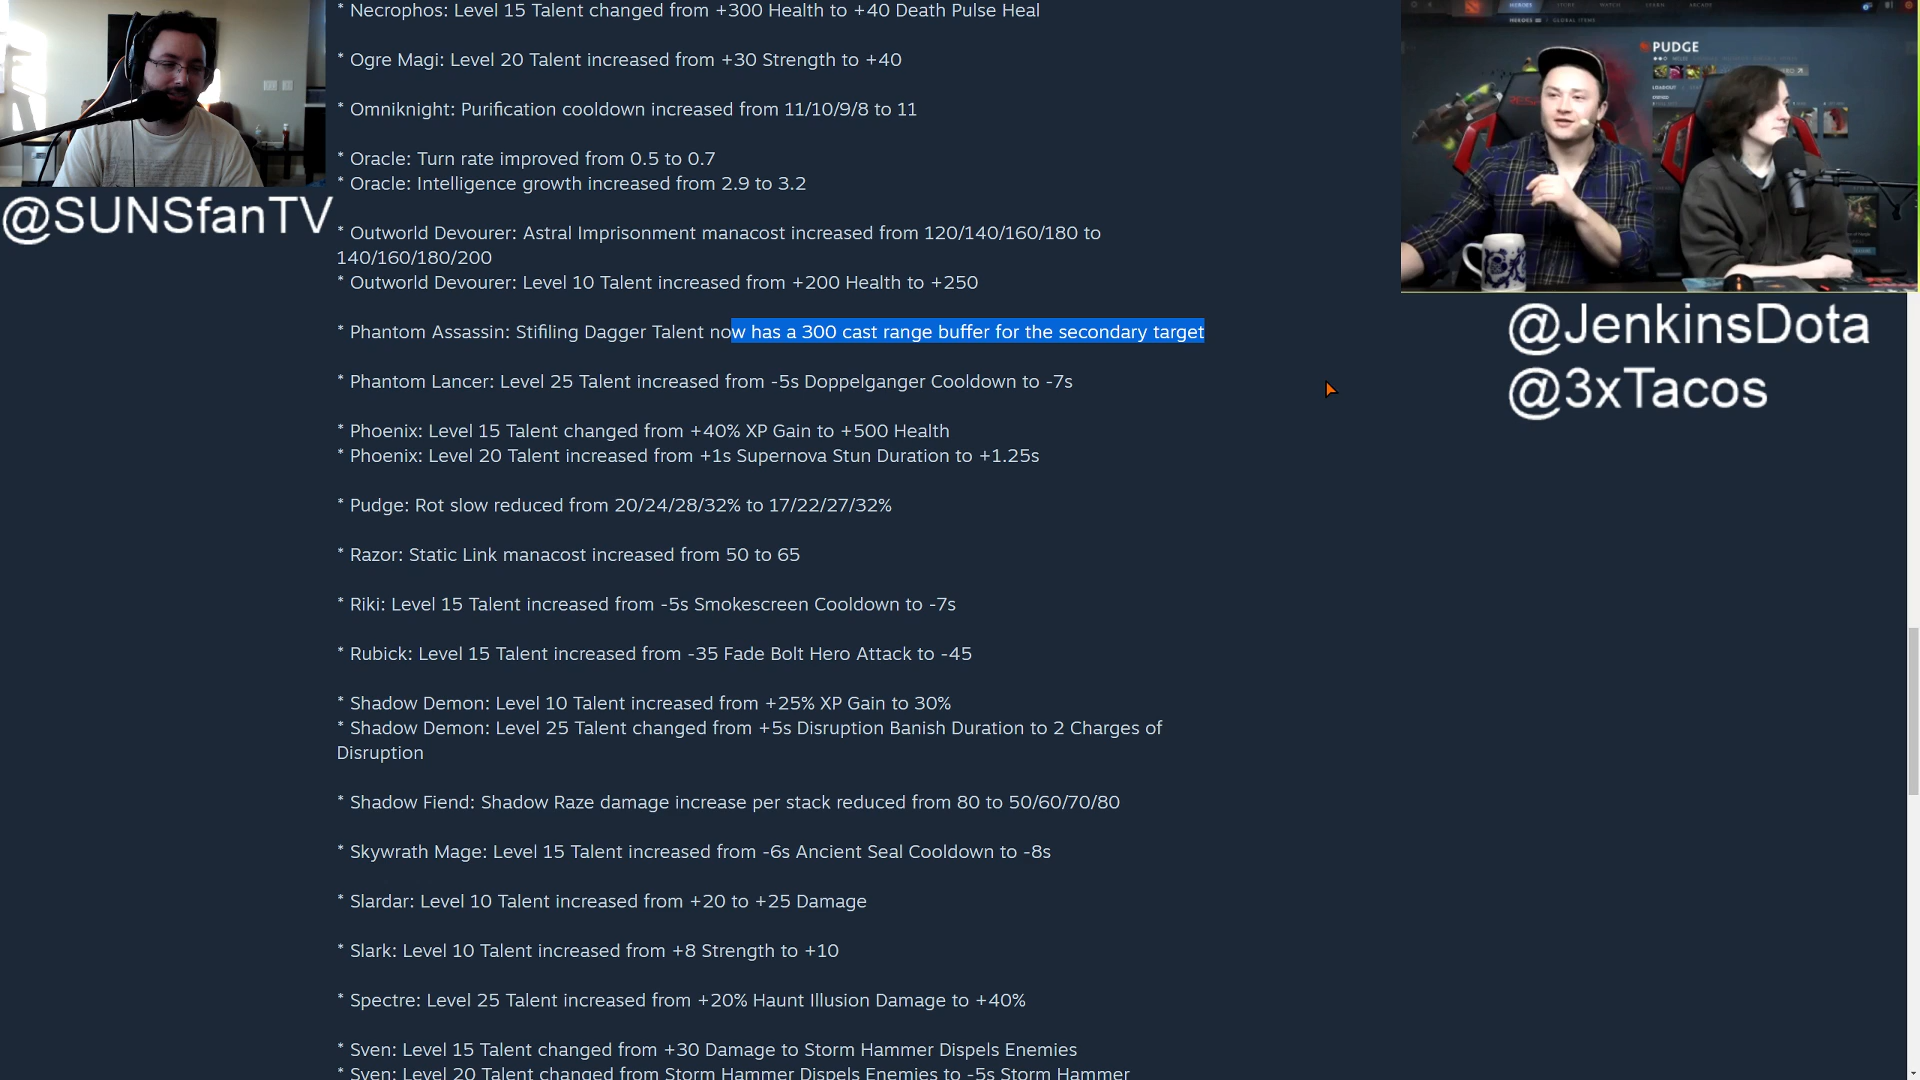 * Necrophos: Level 15 Talent changed from +300 Health to +40 Death Pulse Heal
* Ogre Magi: Level 20 Talent increased from +30 Strength to +40
* Omniknight: Purification cooldown increased from 11/10/9/8 to 11
* Oracle: Turn rate improved from 0.5 to 0.7
* Oracle: Intelligence growth increased from 2.9 to 3.2
@SUNSfanTV
* Outworld Devourer: Astral Imprisonment manacost increased from 120/140/160/180 to
140/160/180/200
* Outworld Devourer: Level 10 Talent increased from +200 Health to +250
* Phantom Assassin: Stifiling Dagger Talent now has a 300 cast range buffer for the secondary target
* Phantom Lancer: Level 25 Talent increased from -5s Doppelganger Cooldown to -7s
* Phoenix: Level 15 Talent changed from +40% XP Gain to +500 Health
* Phoenix: Level 20 Talent increased from +1s Supernova Stun Duration to +1.25s
* Pudge: Rot slow reduced from 20/24/28/32% to 17/22/27/32%
* Razor: Static Link manacost increased from 50 to 65
* Riki: Level 15 Talent increased from -5s Smokescreen Cooldown to -7s
* Rubick: Level 15 Talent increased from -35 Fade Bolt Hero Attack to -45
* Shadow Demon: Level 10 Talent increased from +25% XP Gain to 30%
* Shadow Demon: Level 25 Talent changed from +5s Disruption Banish Duration to 2 Charges of
Disruption
* Shadow Fiend: Shadow Raze damage increase per stack reduced from 80 to 50/60/70/80
* Skywrath Mage: Level 15 Talent increased from -6s Ancient Seal Cooldown to -8s
* Slardar: Level 10 Talent increased from +20 to +25 Damage
* Slark: Level 10 Talent increased from +8 Strength to +10
* Spectre: Level 25 Talent increased from +20% Haunt Illusion Damage to +40%
* Sven: Level 15 Talent changed from +30 Damage to Storm Hammer Dispels Enemies
* Sven: Level 20 Talent changed from Storm Hammer Dispels Enemies to -5s Storm Hammer
HEROES STORE WATCH LEARN ARCADE
HEROES GLOBAL ITEMS
PUDGE
LOADOUT
@JenkinsDota
@3xTacos